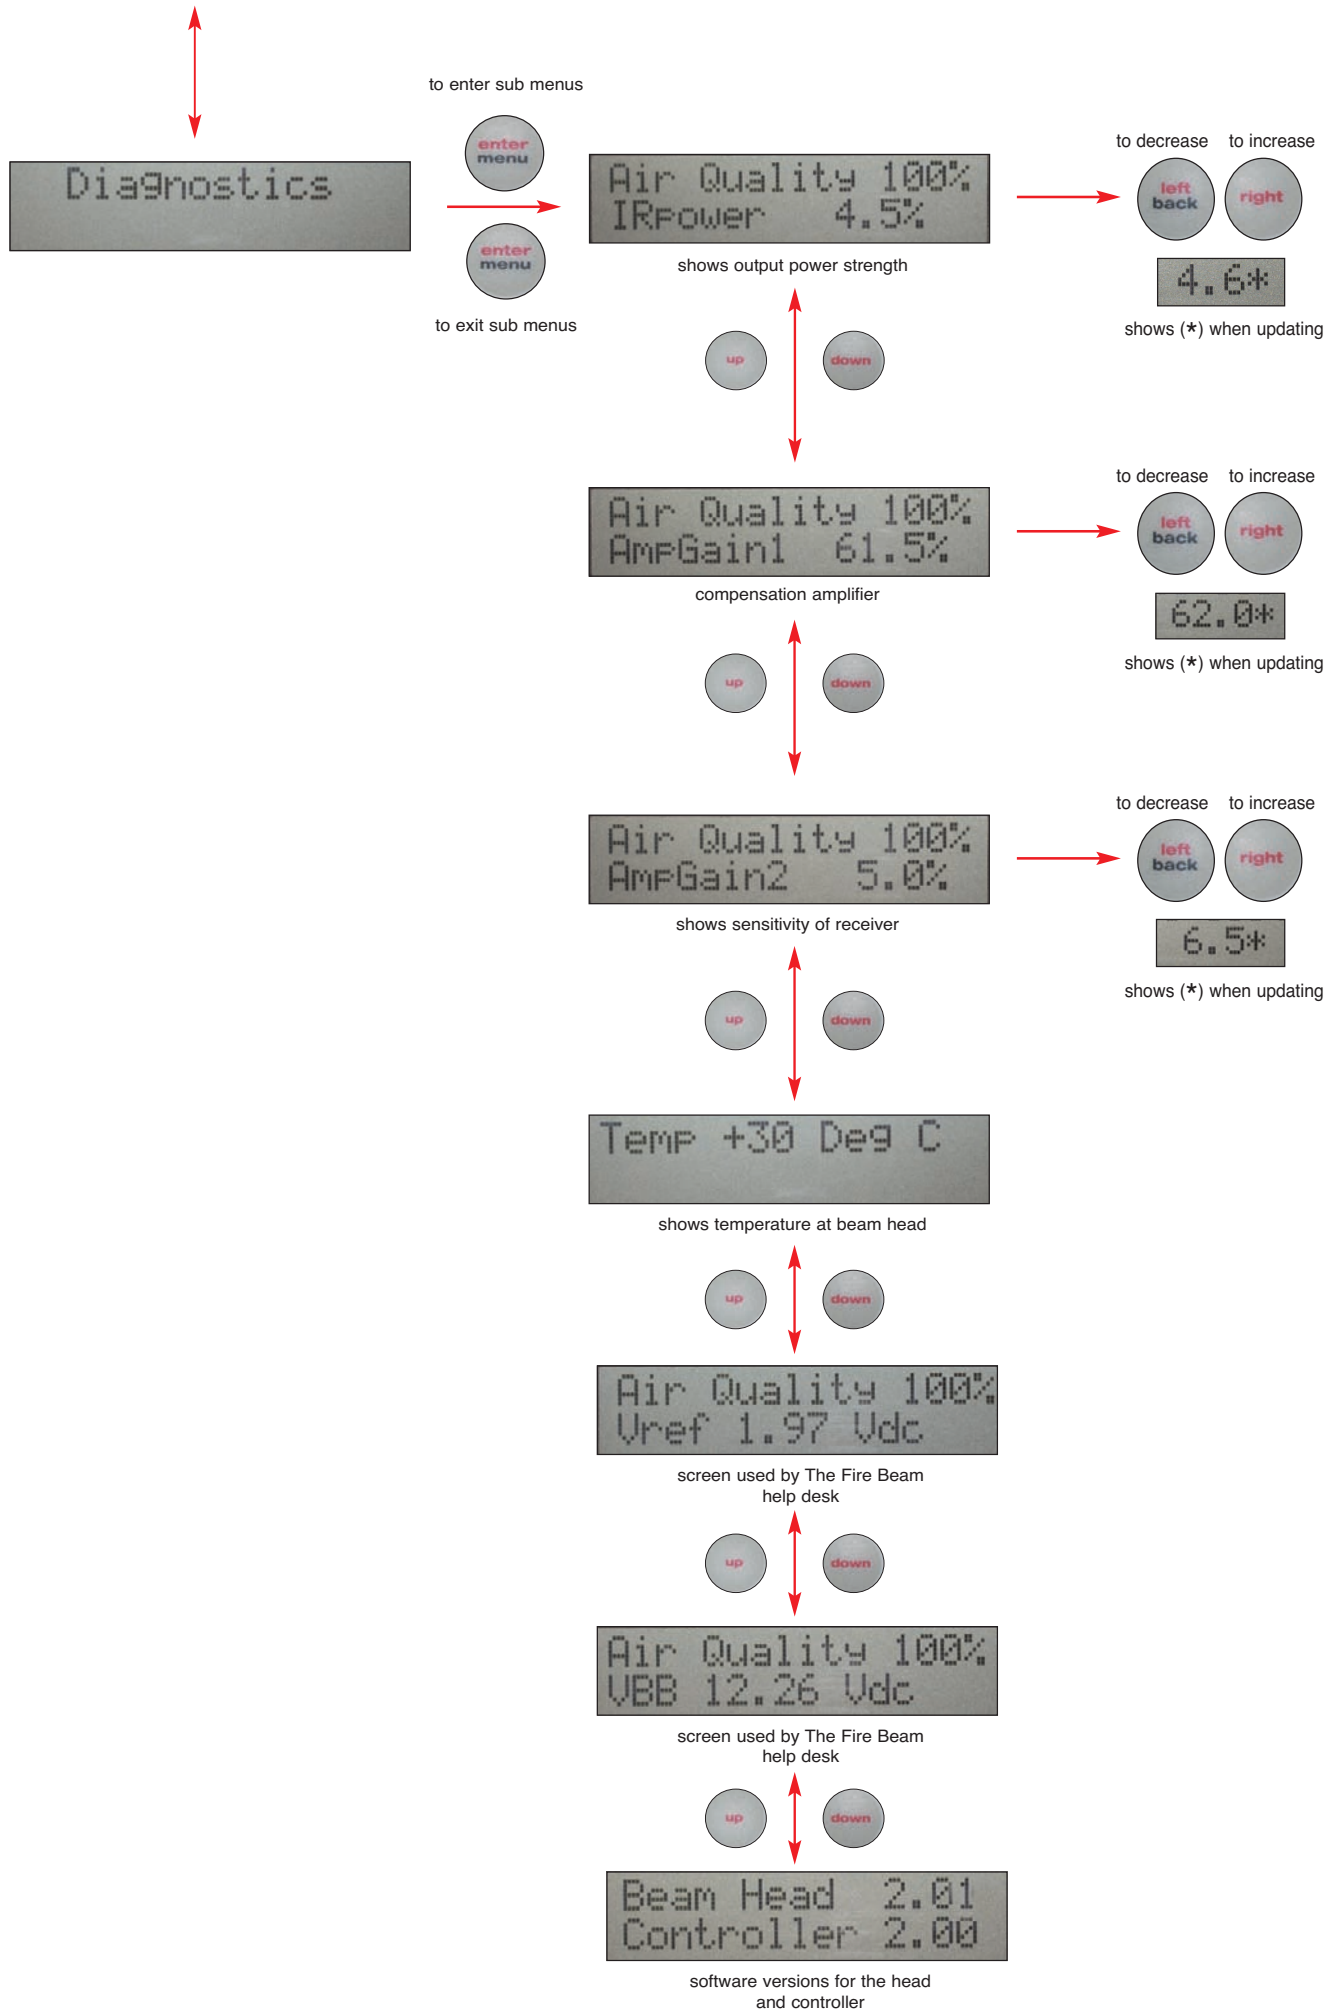 to enter sub menus
enter
menu
Diagnostics
enter
menu
to exit sub menus
Air Quality 100%
IRpower 4.5%
shows output power strength
to decrease to increase
left
back
right
4.6*
shows (*) when updating
up
down
Air Quality 100%
AmpGain1 61.5%
compensation amplifier
to decrease to increase
left
back
right
62.0*
shows (*) when updating
up
down
Air Quality 100%
AmpGain2 5.0%
shows sensitivity of receiver
to decrease to increase
left
back
right
6.5*
shows (*) when updating
up
down
Temp +30 Deg C
shows temperature at beam head
up
down
Air Quality 100%
Vref 1.97 Vdc
screen used by The Fire Beam
help desk
up
down
Air Quality 100%
VBB 12.26 Vdc
screen used by The Fire Beam
help desk
up
down
Beam Head 2.01
Controller 2.00
software versions for the head
and controller